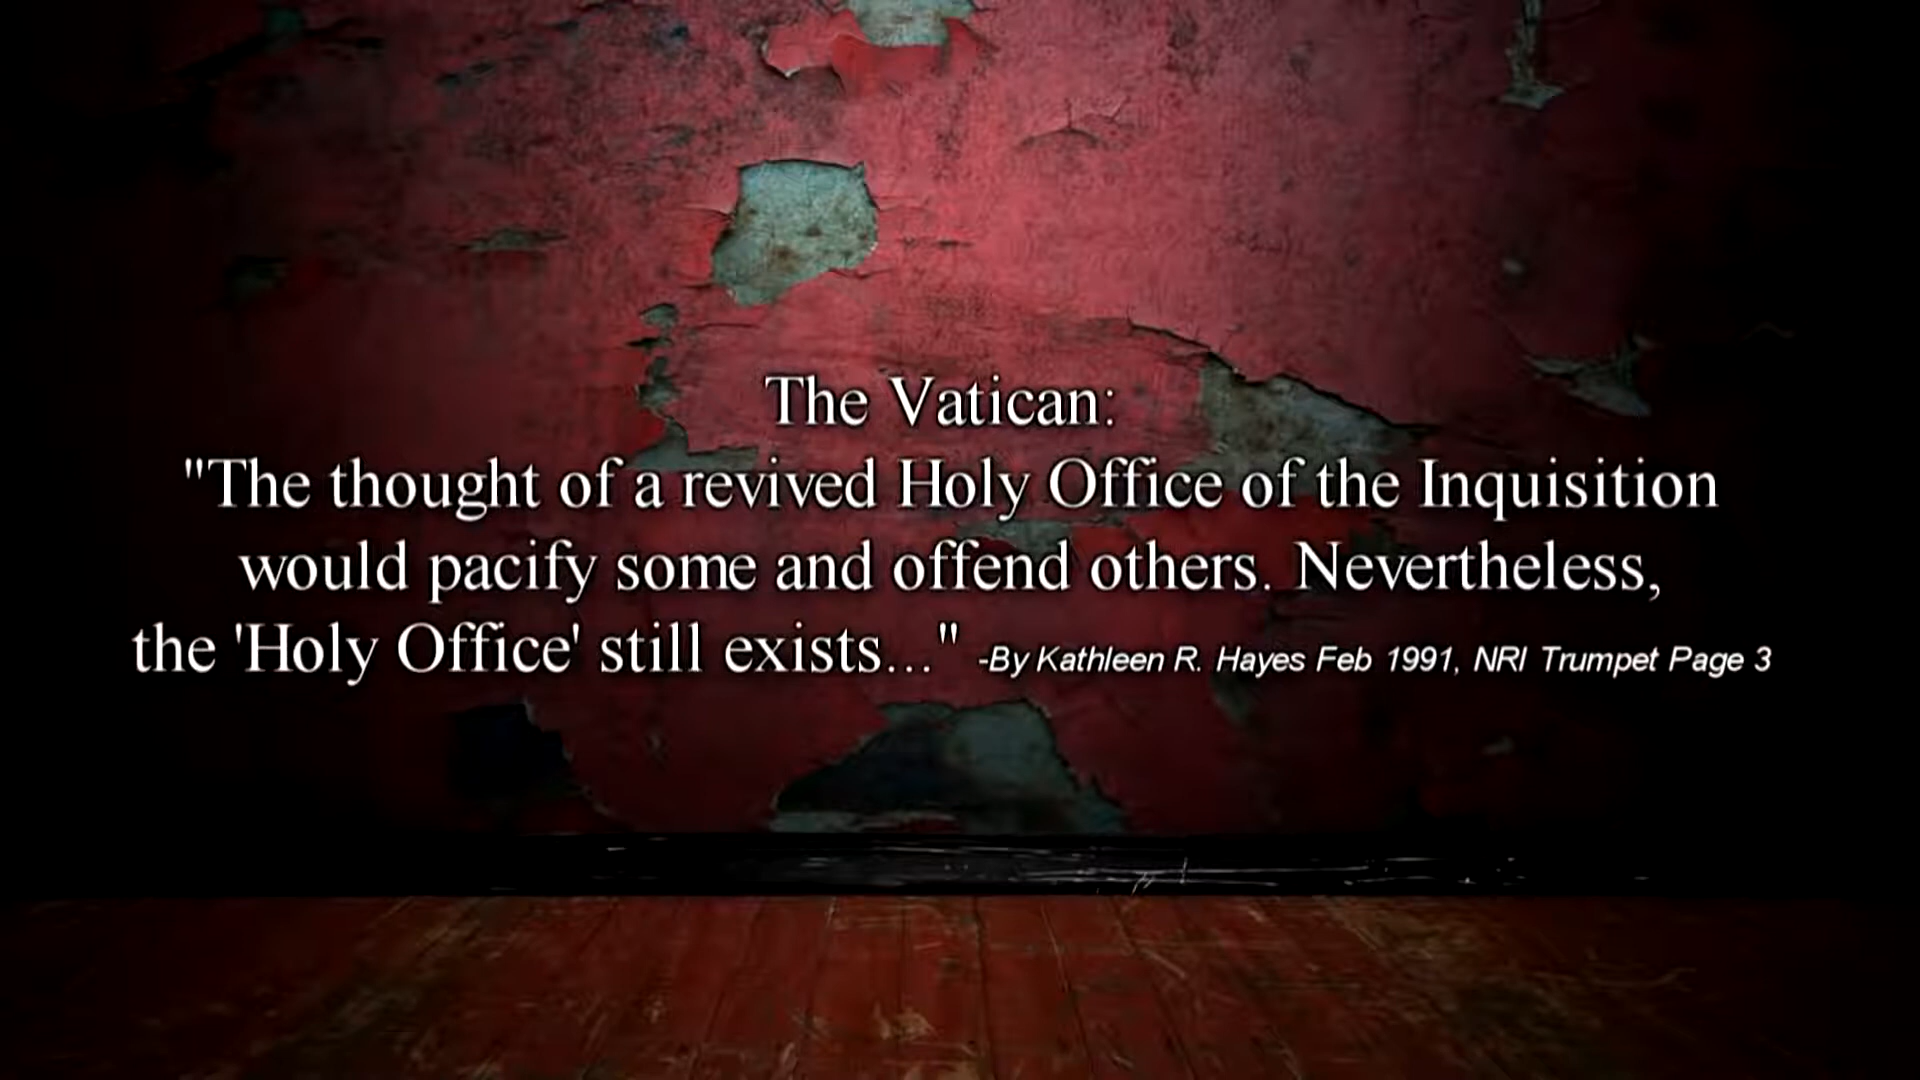 The Vatican:
"The thought of a revived Holy Office of the Inquisition
would pacify some and offend others. Nevertheless,
the 'Holy Office' still exists..." -By Kathleen R. Hayes Feb 1991, NRI Trumpet Page 3